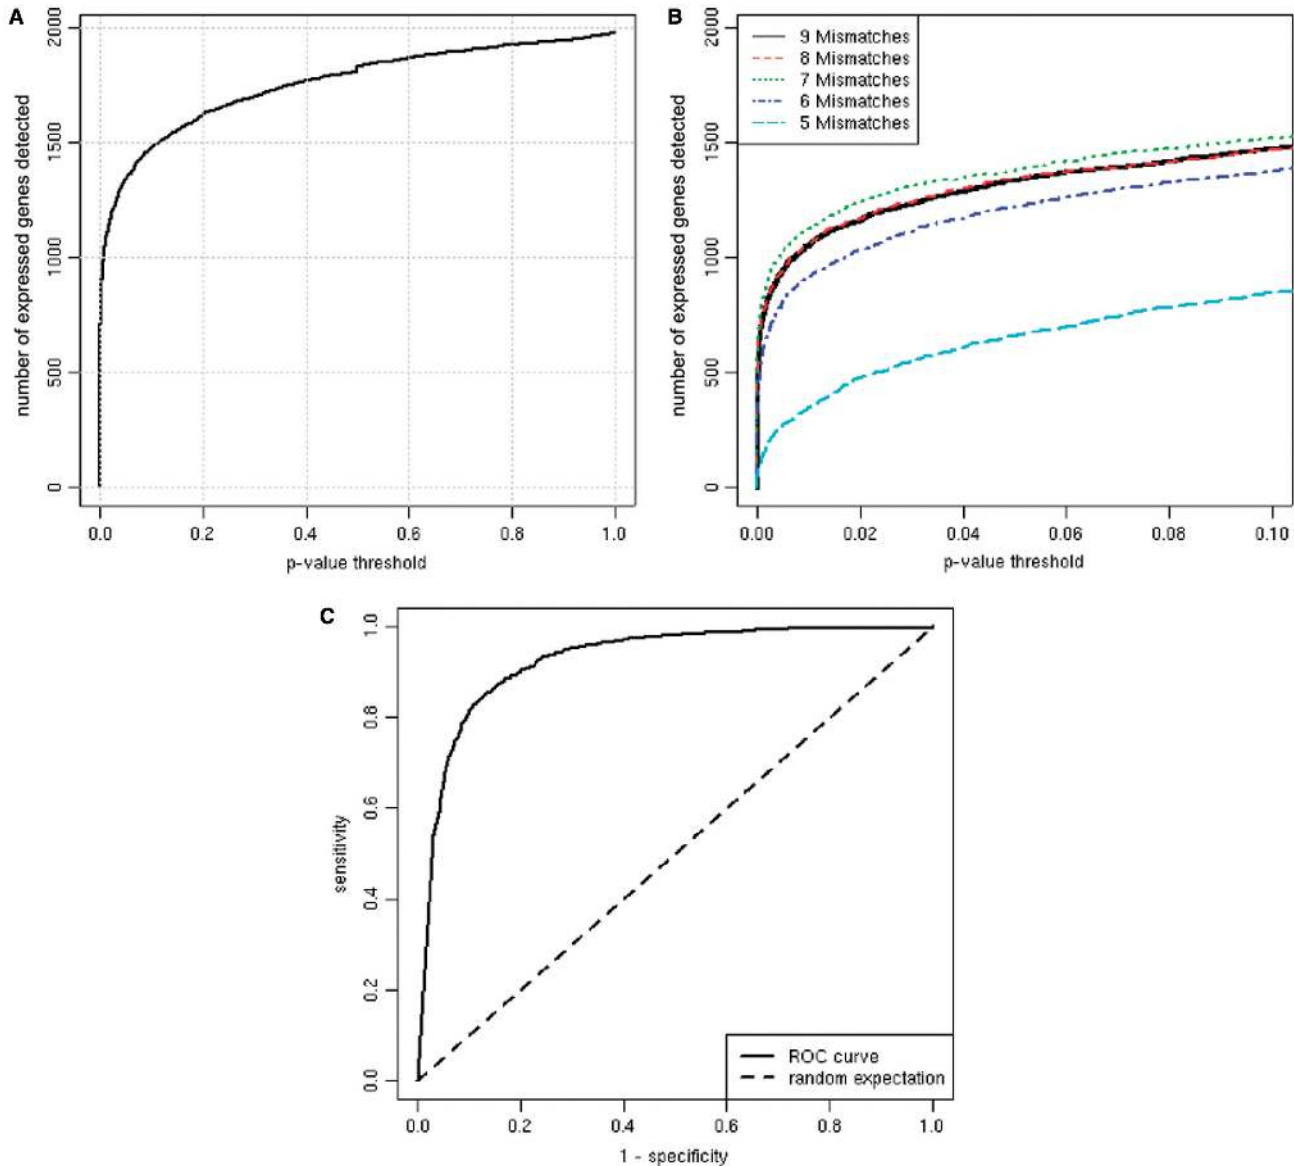 A
number of expressed genes detected
2000
1500
1000
500
0
0.0 0.2 0.4 0.6 0.8 1.0
p-value threshold
B
number of expressed genes detected
2000
1500
1000
500
0
9 Mismatches
8 Mismatches
7 Mismatches
6 Mismatches
5 Mismatches
0.00 0.02 0.04 0.06 0.08 0.10
p-value threshold
C
sensitivity
1.0
0.8
0.6
0.4
0.2
0.0
ROC curve
random expectation
0.0 0.2 0.4 0.6 0.8 1.0
1 - specificity